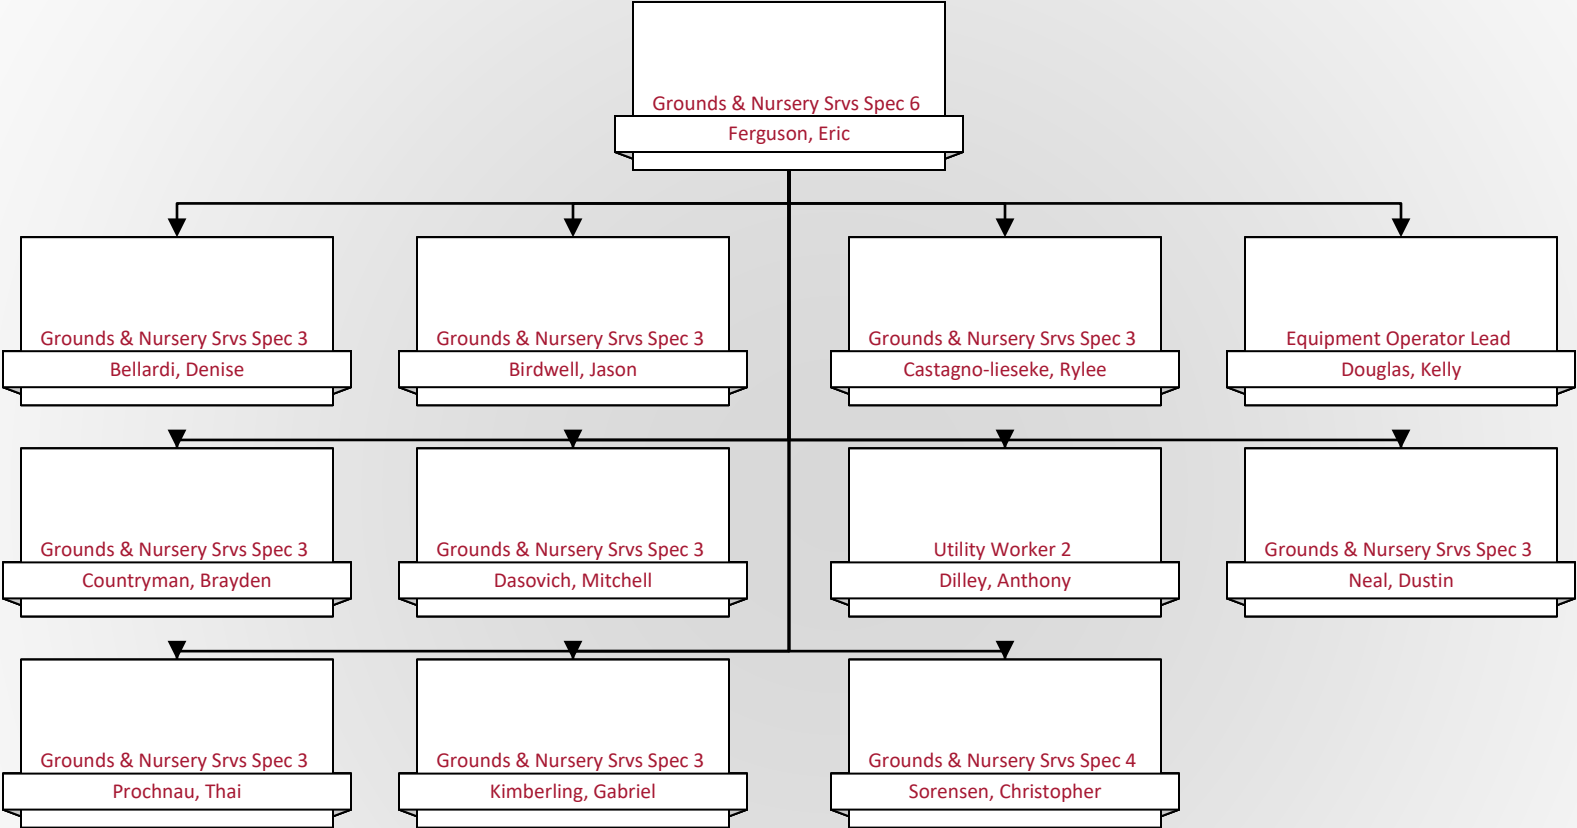 Grounds & Nursery Srvs Spec 6
Ferguson, Eric
Grounds & Nursery Srvs Spec 3
Bellardi, Denise
Grounds & Nursery Srvs Spec 3
Birdwell, Jason
Grounds & Nursery Srvs Spec 3
Castagno-lieseke, Rylee
Equipment Operator Lead
Douglas, Kelly
Grounds & Nursery Srvs Spec 3
Countryman, Brayden
Grounds & Nursery Srvs Spec 3
Dasovich, Mitchell
Utility Worker 2
Dilley, Anthony
Grounds & Nursery Srvs Spec 3
Neal, Dustin
Grounds & Nursery Srvs Spec 3
Prochnau, Thai
Grounds & Nursery Srvs Spec 3
Kimberling, Gabriel
Grounds & Nursery Srvs Spec 4
Sorensen, Christopher